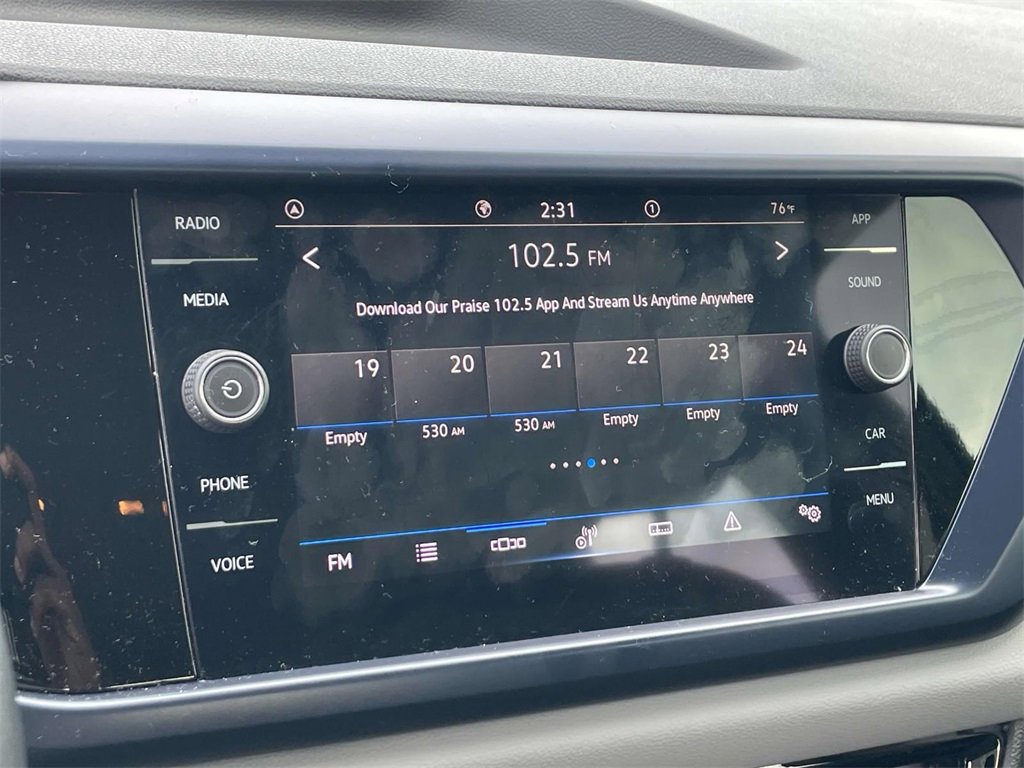 RADIO
MEDIA
PHONE
VOICE
2:31
1
76°F
102.5 FM
Download Our Praise 102.5 App And Stream Us Anytime Anywhere
19
20
21
22
23
24
Empty
530 AM
530 AM
Empty
Empty
Empty
FM
APP
SOUND
CAR
MENU